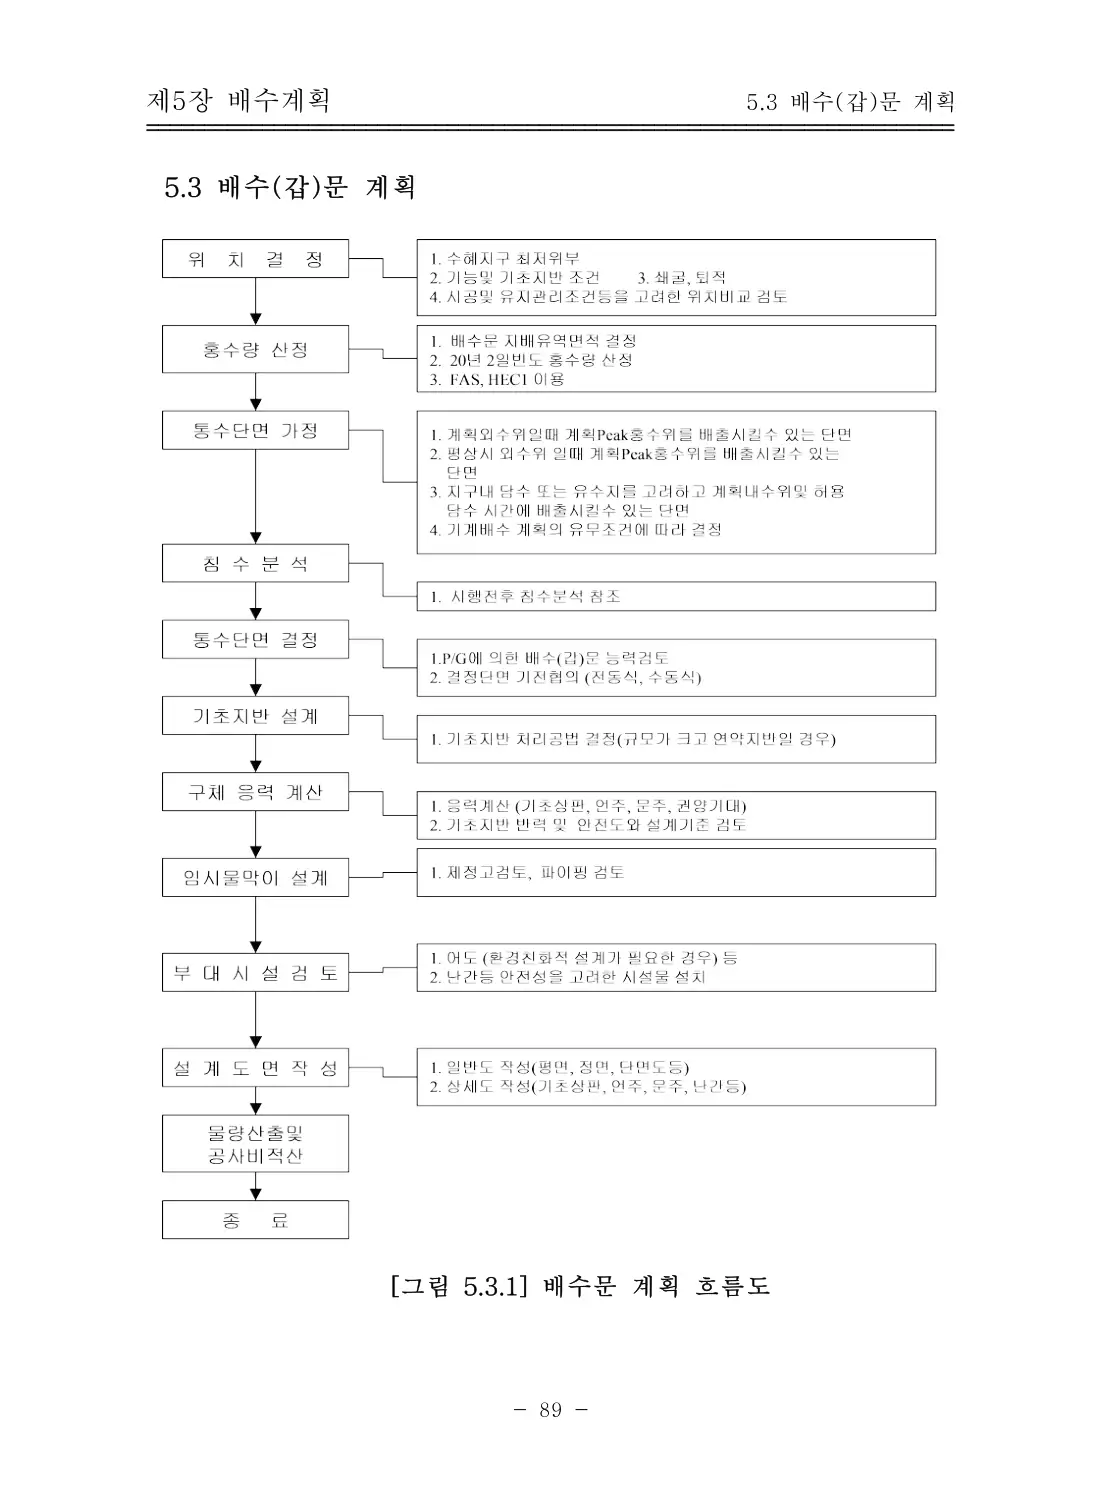 제5장 배수계획
5.3 배수(갑)문 계획
5.3 배수(갑)문 계획
위 치 결 정
1. 수혜지구 최저위부
2. 기능및 기초지반 조건 3. 쇄굴, 퇴적
4. 시공및 유지관리조건등을 고려한 위치비교 검토
홍수량 산정
1. 배수문 지배유역면적 결정
2. 20년 2일빈도 홍수량 산정
3. FAS, HEC1 이용
통수단면 가정
1. 계획외수위일때 계획Peak홍수위를 배출시킬수 있는 단면
2. 평상시 외수위 일때 계획Peak홍수위를 배출시킬수 있는
단면
3. 지구내 담수 또는 유수지를 고려하고 계획내수위및 허용
담수 시간에 배출시킬수 있는 단면
4. 기계배수 계획의 유무조건에 따라 결정
침 수 분 석
1. 시행전후 침수분석 참조
통수단면 결정
1.P/G에 의한 배수(갑)문 능력검토
2. 결정단면 기전협의 (전동식, 수동식)
기초지반 설계
1. 기초지반 처리공법 결정(규모가 크고 연약지반일 경우)
구체 응력 계산
1. 응력계산 (기초상판, 언주, 문주, 권양기대)
2. 기초지반 반력 및 안전도와 설계기준 검토
임시물막이 설계
1. 제정고검토, 파이핑 검토
부 대 시 설 검 토
1. 어도 (환경친화적 설계가 필요한 경우) 등
2. 난간등 안전성을 고려한 시설물 설치
설 계 도 면 작 성
1. 일반도 작성(평면, 정면, 단면도등)
2. 상세도 작성(기초상판, 언주, 문주, 난간등)
물량산출및
공사비적산
종 료
[그림 5.3.1] 배수문 계획 흐름도
- 89 -